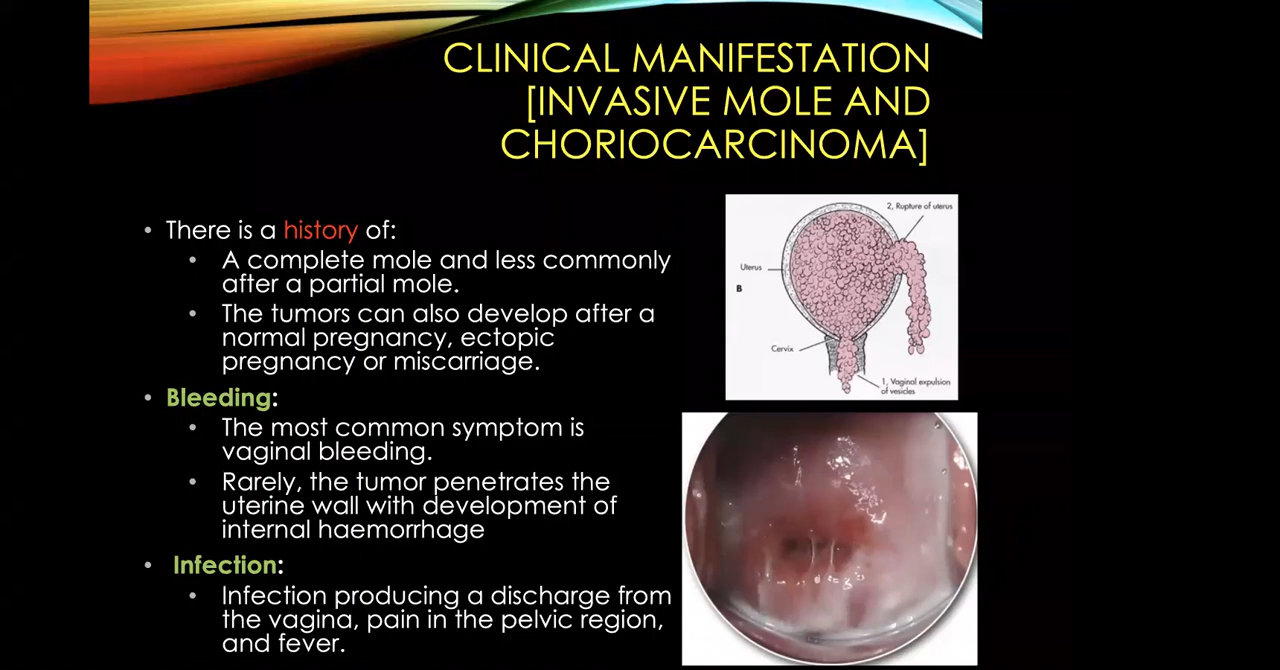 CLINICAL MANIFESTATION
[INVASIVE MOLE AND
CHORIOCARCINOMA]
• There is a history of:
• A complete mole and less commonly
after a partial mole.
• The tumors can also develop after a
normal pregnancy, ectopic
pregnancy or miscarriage.
• Bleeding:
• The most common symptom is
vaginal bleeding.
• Rarely, the tumor penetrates the
uterine wall with development of
internal haemorrhage
• Infection:
• Infection producing a discharge from
the vagina, pain in the pelvic region,
and fever.
2, Rupture of uterus
Uterus
B
Cervix
1, Vaginal expulsion
of vesicles